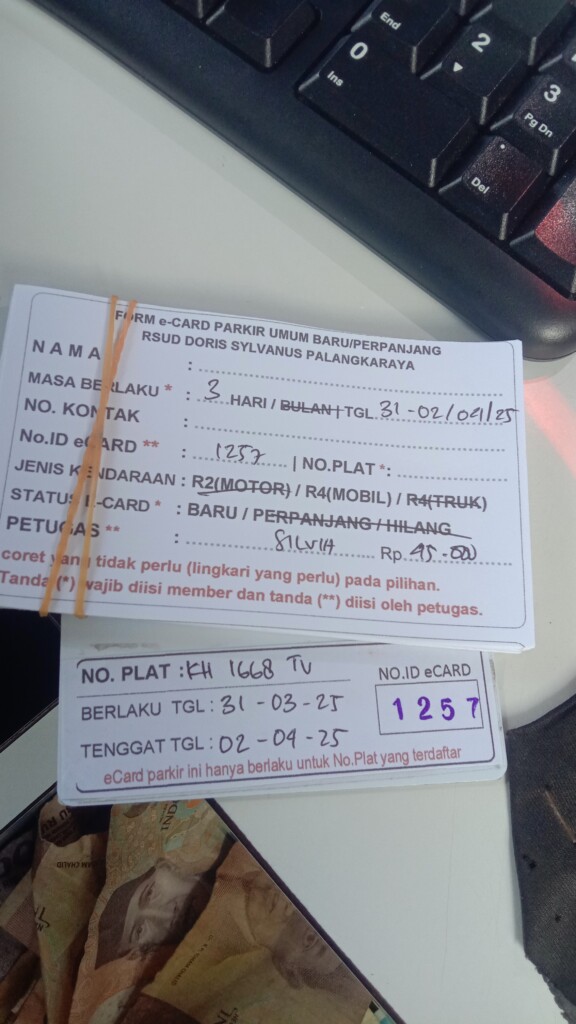 End
0
Ins
2
3
Pg Dn
Del
FORM e-CARD PARKIR UMUM BARU/PERPANJANG
RSUD DORIS SYLVANUS PALANGKARAYA
NAMA :
MASA BERLAKU * : 3 HARI / BULAN | TGL 31-02/04/25
NO. KONTAK :
No.ID eCARD ** : 1257 | NO.PLAT *:
JENIS KENDARAAN : R2(MOTOR) / R4(MOBIL) / R4(TRUK)
STATUS E-CARD * : BARU / PERPANJANG / HILANG
PETUGAS ** : SILVIA Rp. 45.000
coret yang tidak perlu (lingkari yang perlu) pada pilihan.
Tanda (*) wajib diisi member dan tanda (**) diisi oleh petugas.
NO. PLAT : KH 1668 TV
NO.ID eCARD
1257
BERLAKU TGL : 31-03-25
TENGGAT TGL : 02-04-25
eCard parkir ini hanya berlaku untuk No.Plat yang terdaftar